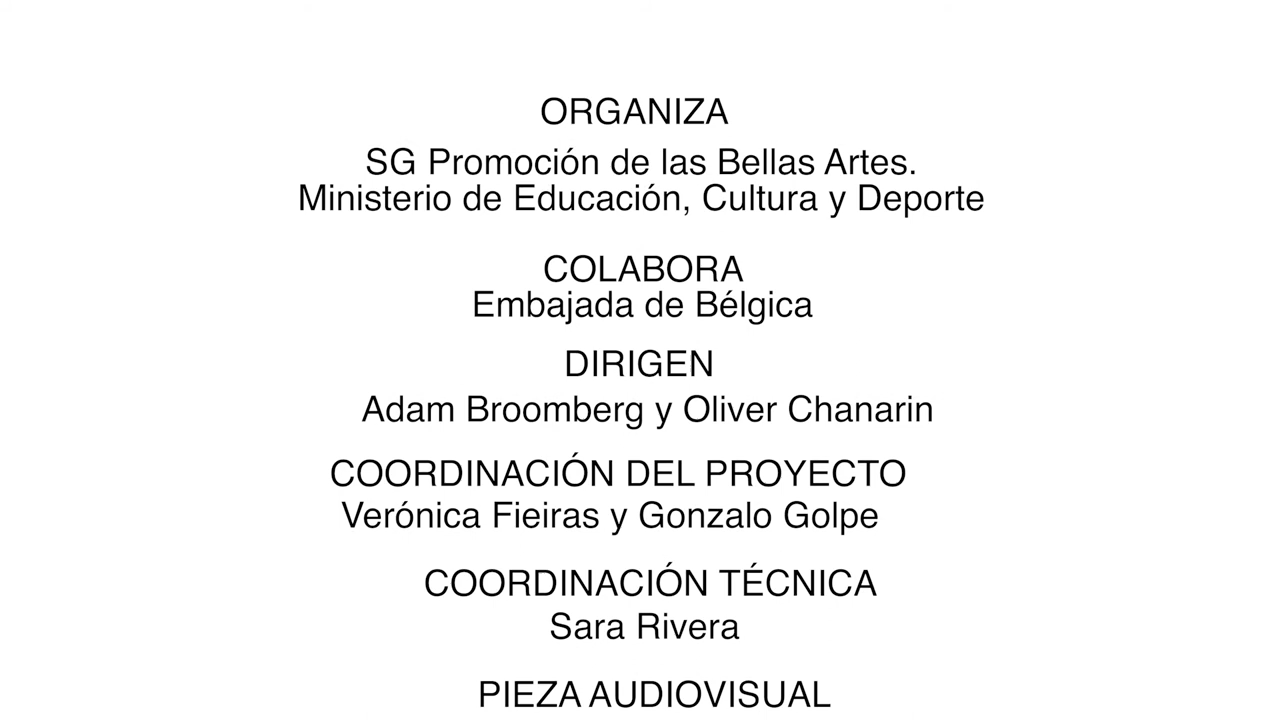 ORGANIZA
SG Promoción de las Bellas Artes.
Ministerio de Educación, Cultura y Deporte
COLABORA
Embajada de Bélgica
DIRIGEN
Adam Broomberg y Oliver Chanarin
COORDINACIÓN DEL PROYECTO
Verónica Fieiras y Gonzalo Golpe
COORDINACIÓN TÉCNICA
Sara Rivera
PIEZA AUDIOVISUAL